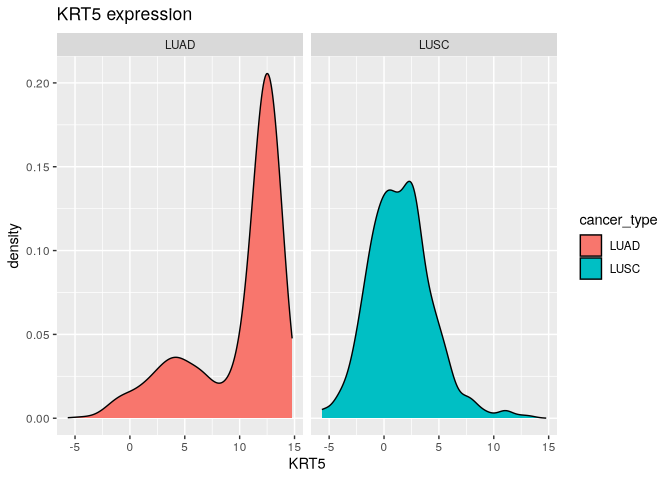 KRT5 expression
LUAD
LUSC
0.20
0.15
0.10
0.05
0.00
density
-5 0 5 10 15
-5 0 5 10 15
KRT5
cancer_type
LUAD
LUSC